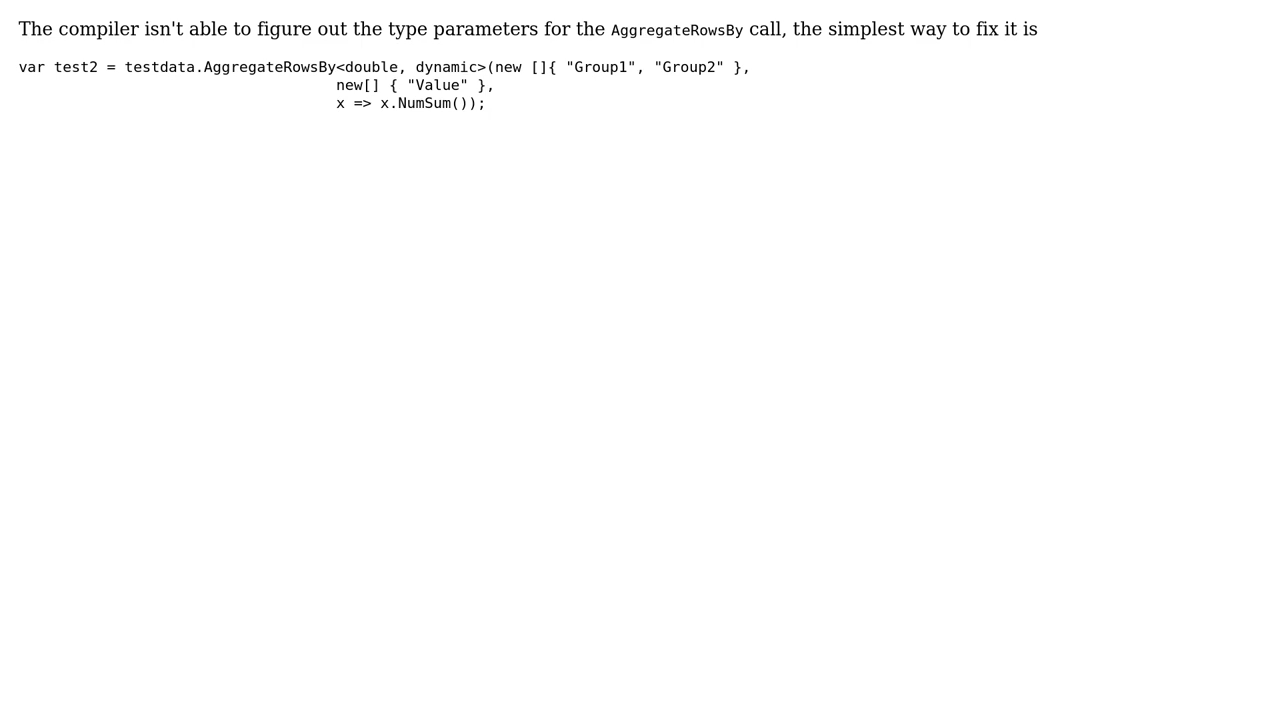 The compiler isn't able to figure out the type parameters for the AggregateRowsBy call, the simplest way to fix it is
var test2 = testdata.AggregateRowsBy<double, dynamic>(new []{ "Group1", "Group2" },
                                    new[] { "Value" },
                                    x => x.NumSum());